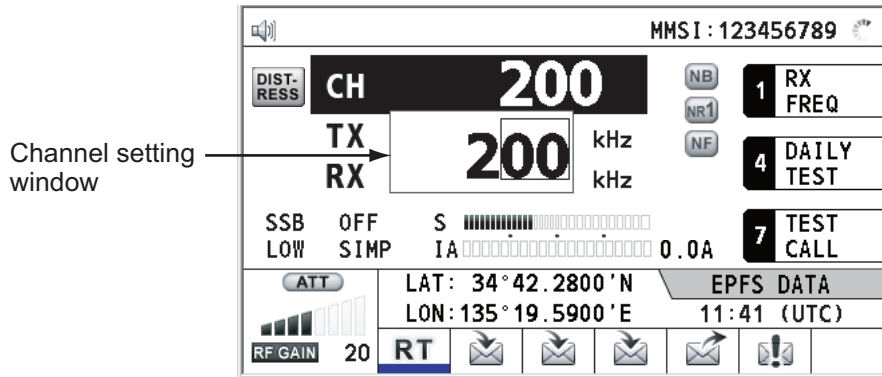 MMSI:123456789
DIST-
RESS
CH 200
NB
NR1
NF
1 RX
FREQ
Channel setting
window
TX 200 kHz
RX kHz
4 DAILY
TEST
SSB OFF S
LOW SIMP IA 0.0A
7 TEST
CALL
ATT
LAT: 34°42.2800'N
LON:135°19.5900'E
EPFS DATA
11:41 (UTC)
RF GAIN 20
RT